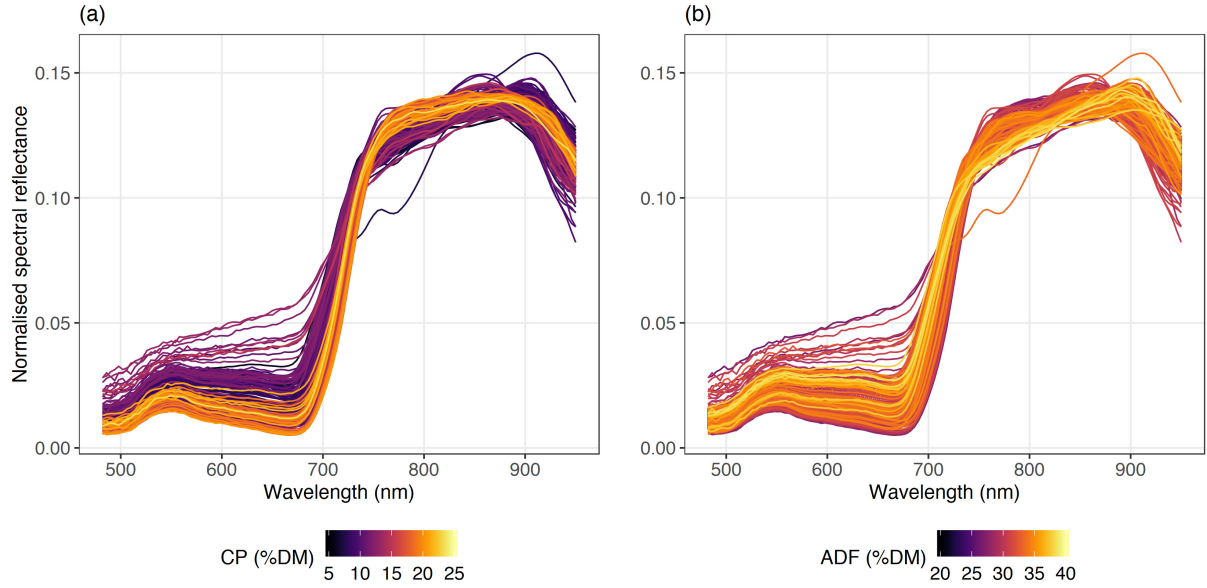 (a)
(b)
Normalised spectral reflectance
0.15
0.10
0.05
0.00
500 600 700 800 900
Wavelength (nm)
0.15
0.10
0.05
0.00
500 600 700 800 900
Wavelength (nm)
CP (%DM)
5 10 15 20 25
ADF (%DM)
20 25 30 35 40